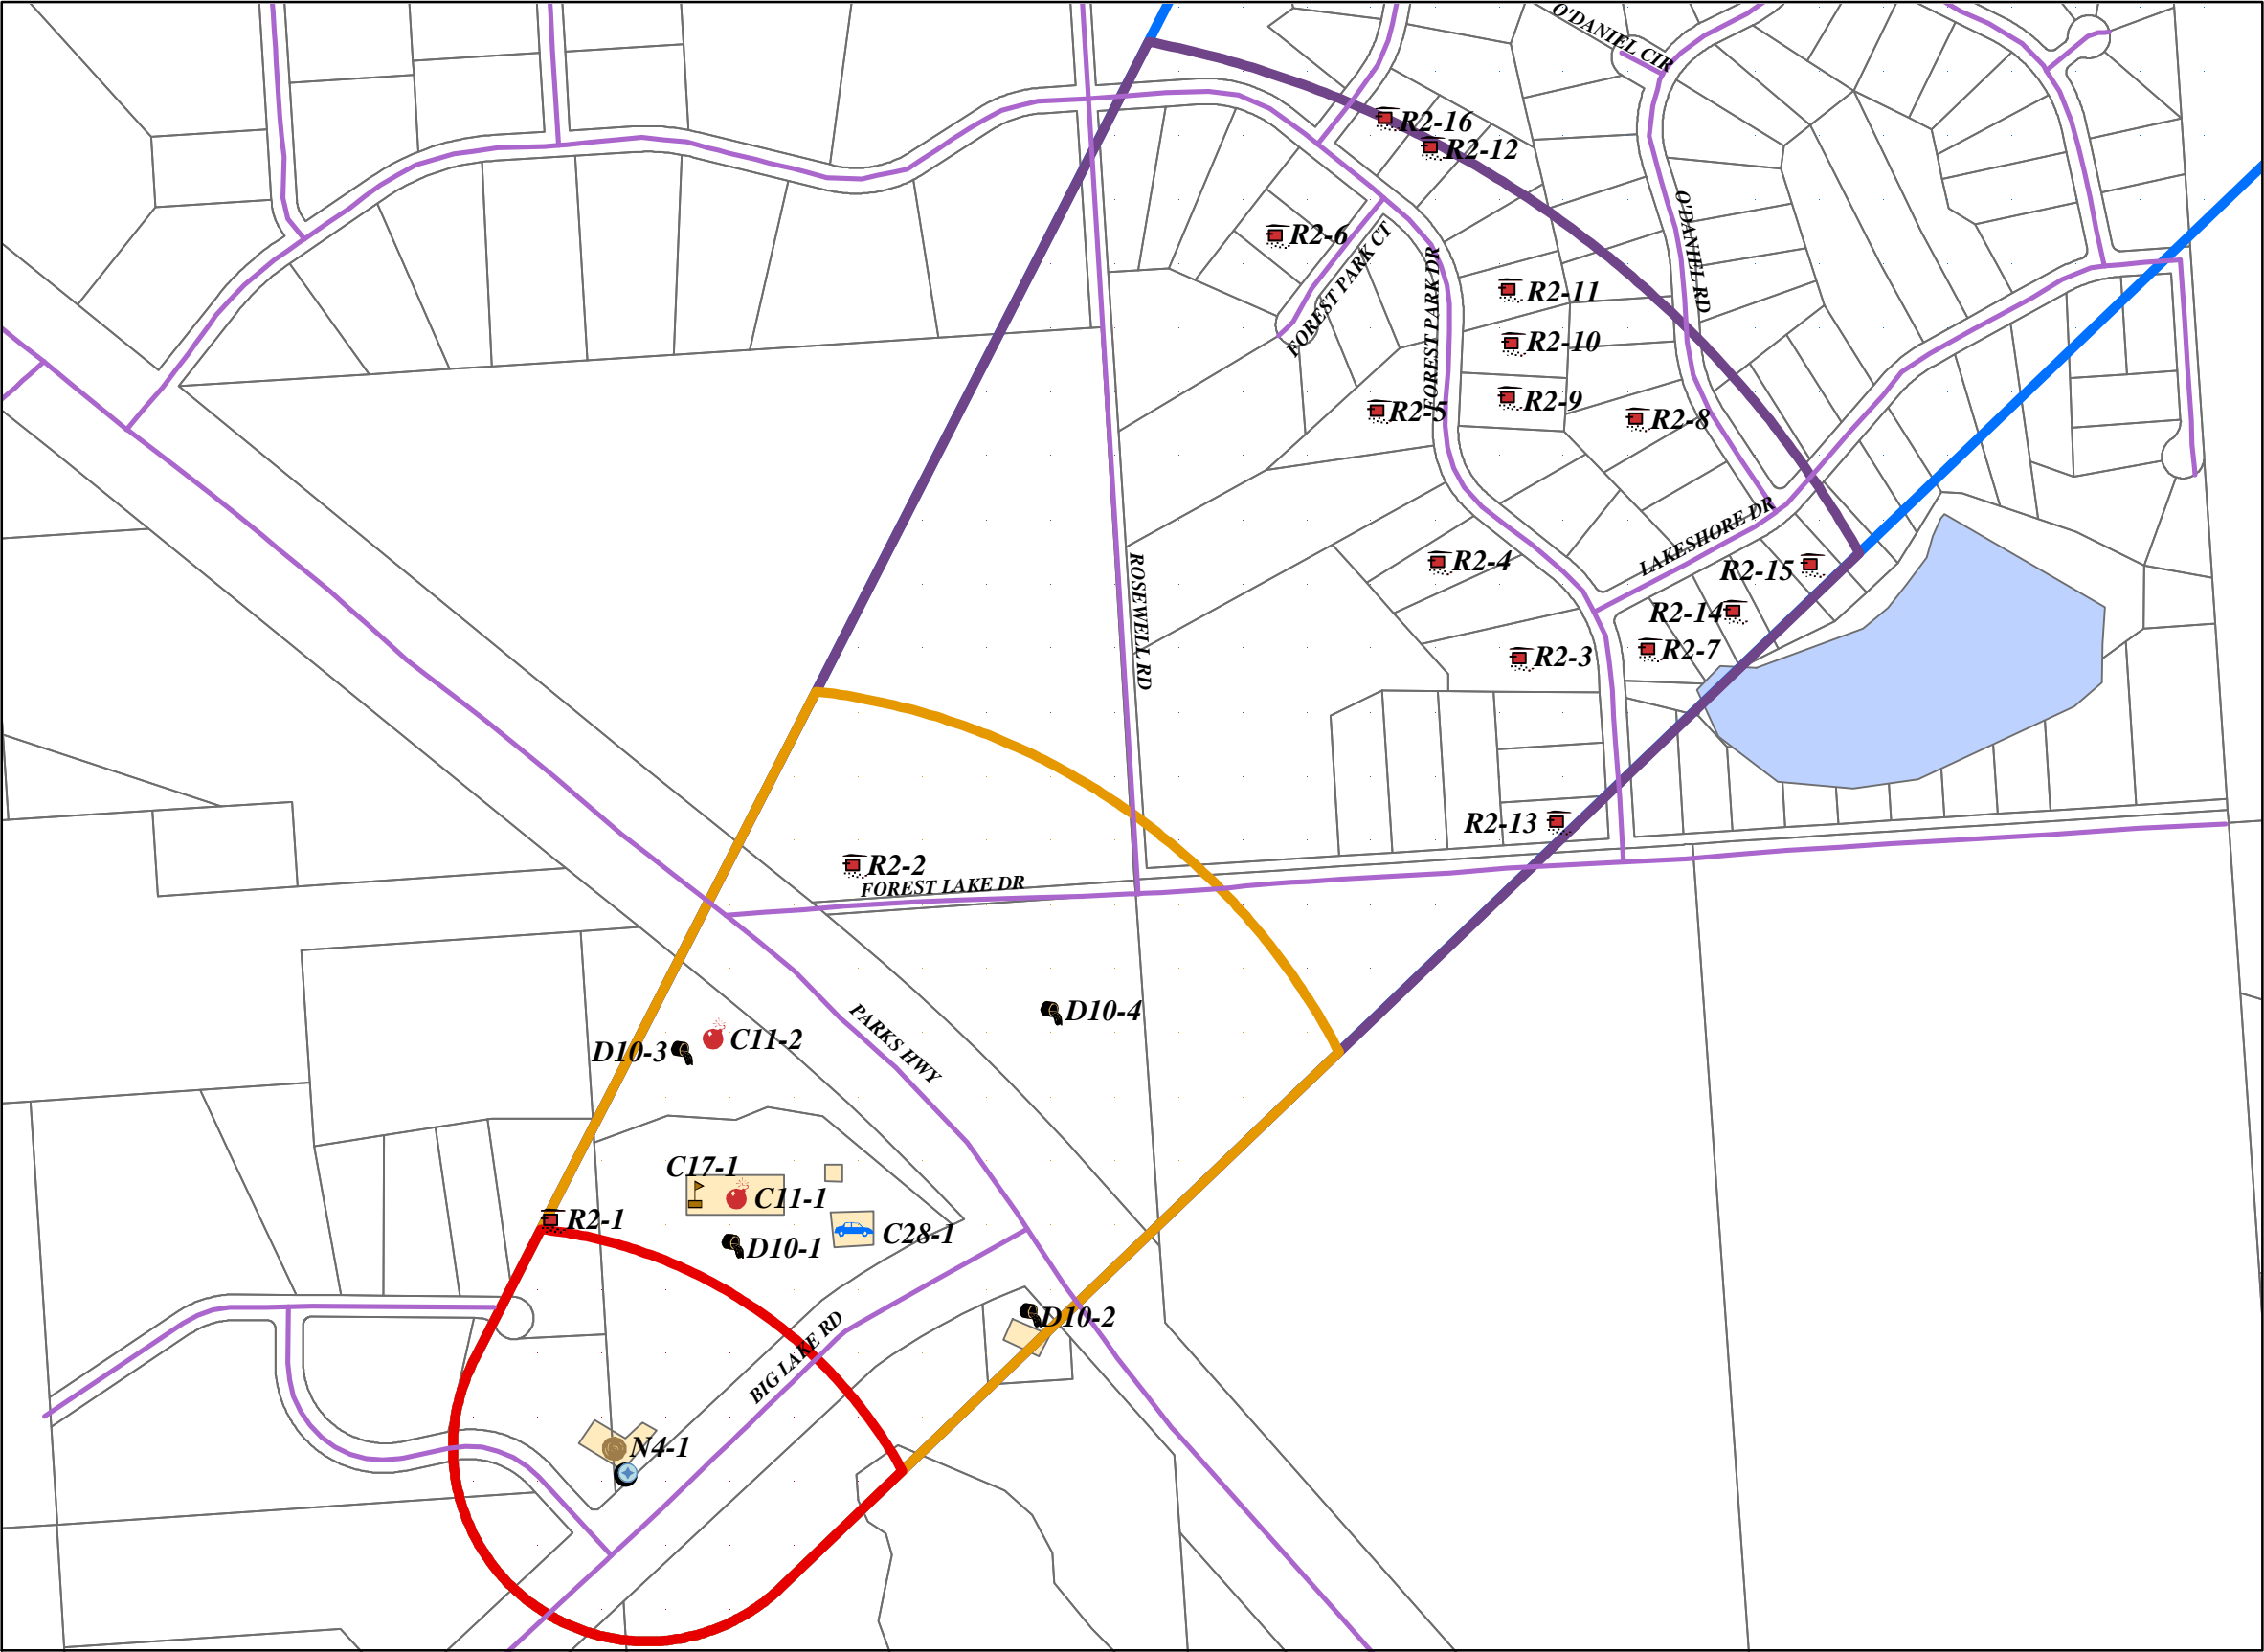 O'DANIEL CIR
R2-16
R2-12
O'DANIEL RD
R2-6
FOREST PARK CT
FOREST PARK DR
R2-11
R2-10
R2-9
R2-5
R2-8
LAKESHORE DR
R2-4
R2-15
R2-14
ROSEWELL RD
R2-3
R2-7
R2-13
R2-2
FOREST LAKE DR
D10-4
PARKS HWY
C11-2
D10-3
C17-1
C11-1
R2-1
C28-1
D10-1
D10-2
BIG LAKE RD
N4-1